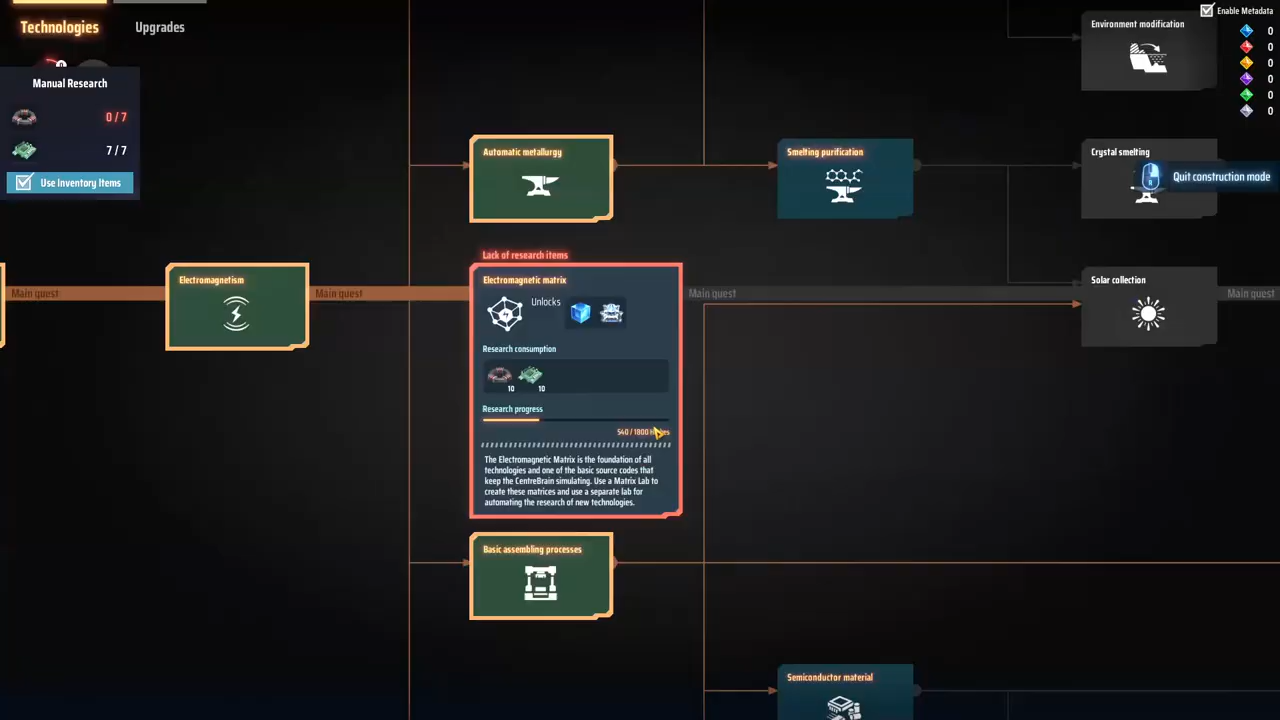 Technologies
Upgrades
Enable Metadata
0
0
0
0
0
0
Manual Research
0 / 7
7 / 7
Use Inventory Items
Environment modification
Automatic metallurgy
Smelting purification
Crystal smelting
Quit construction mode
Lack of research items
Main quest
Electromagnetism
Main quest
Electromagnetic matrix
Unlocks
Research consumption
10
10
Research progress
540 / 1800
The Electromagnetic Matrix is the foundation of all
technologies and one of the basic source codes that
keep the CentreBrain simulating. Use a Matrix Lab to
create these matrices and use a separate lab for
automating the research of new technologies.
Main quest
Solar collection
Main quest
Basic assembling processes
Semiconductor material